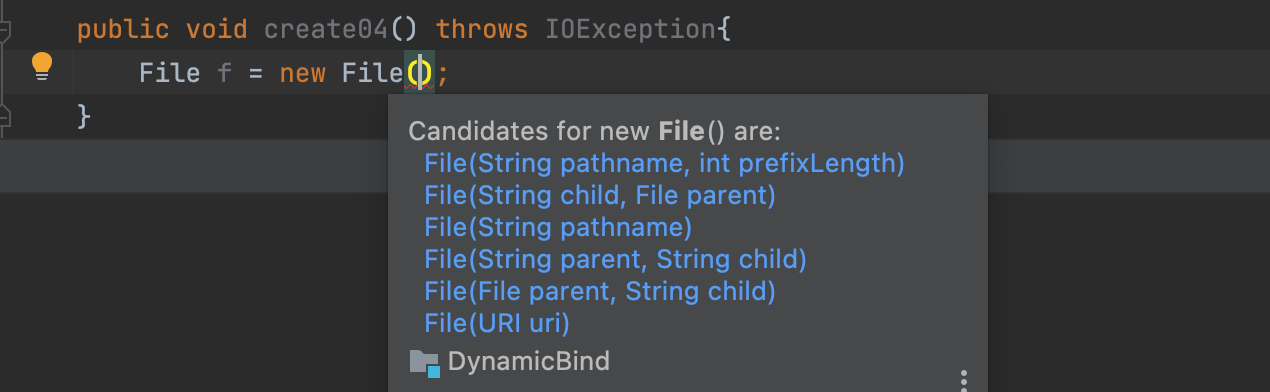 public void create04() throws IOException{
File f = new File();
}
Candidates for new File() are:
File(String pathname, int prefixLength)
File(String child, File parent)
File(String pathname)
File(String parent, String child)
File(File parent, String child)
File(URI uri)
DynamicBind